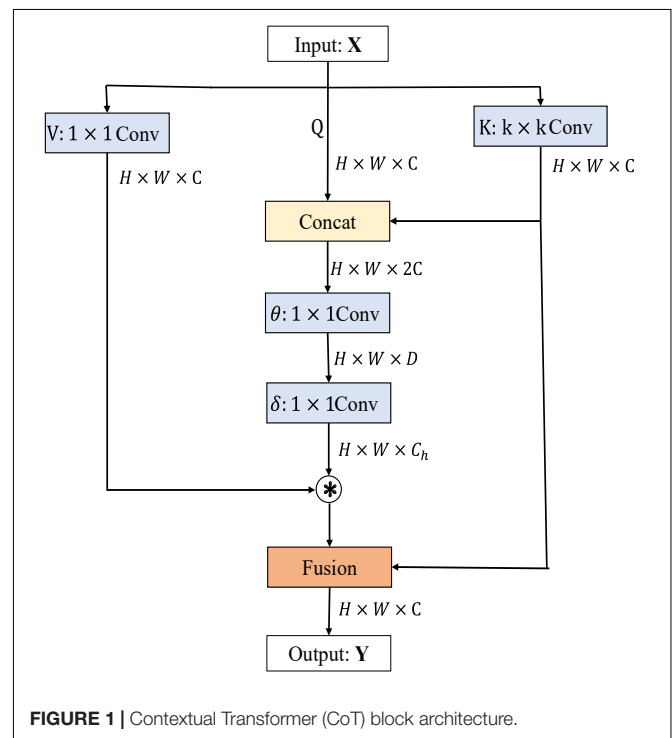 Input: X
V: 1 × 1 Conv
K: k × k Conv
Q
H × W × C
H × W × C
H × W × C
Concat
H × W × 2C
θ: 1 × 1Conv
H × W × D
δ: 1 × 1Conv
H × W × Cₕ
*
Fusion
H × W × C
Output: Y
FIGURE 1 | Contextual Transformer (CoT) block architecture.